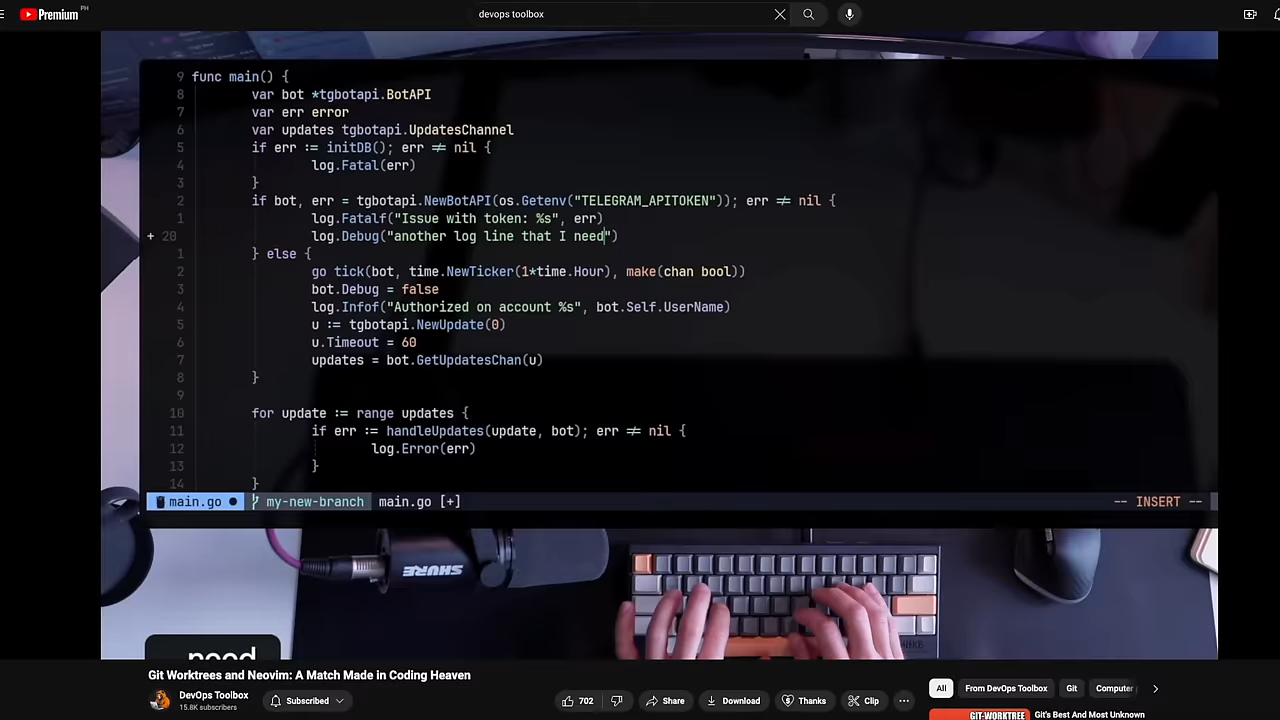 Premium PH
devops toolbox
9 func main() {
8 var bot *tgbotapi.BotAPI
7 var err error
6 var updates tgbotapi.UpdatesChannel
5 if err := initDB(); err ≠ nil {
4 log.Fatal(err)
3 }
2 if bot, err = tgbotapi.NewBotAPI(os.Getenv("TELEGRAM_APITOKEN")); err ≠ nil {
1 log.Fatalf("Issue with token: %s", err)
+ 20 log.Debug("another log line that I need")
1 } else {
2 go tick(bot, time.NewTicker(1*time.Hour), make(chan bool))
3 bot.Debug = false
4 log.Infof("Authorized on account %s", bot.Self.UserName)
5 u := tgbotapi.NewUpdate(0)
6 u.Timeout = 60
7 updates = bot.GetUpdatesChan(u)
8 }
9
10 for update := range updates {
11 if err := handleUpdates(update, bot); err ≠ nil {
12 log.Error(err)
13 }
14 }
main.go ● my-new-branch main.go [+] -- INSERT --
SHURE
need
Git Worktrees and Neovim: A Match Made in Coding Heaven
DevOps Toolbox
15.8K subscribers
Subscribed
702
Share
Download
Thanks
Clip
All
From DevOps Toolbox
Git
Computer
GIT-WORKTREE
Git's Best And Most Unknown